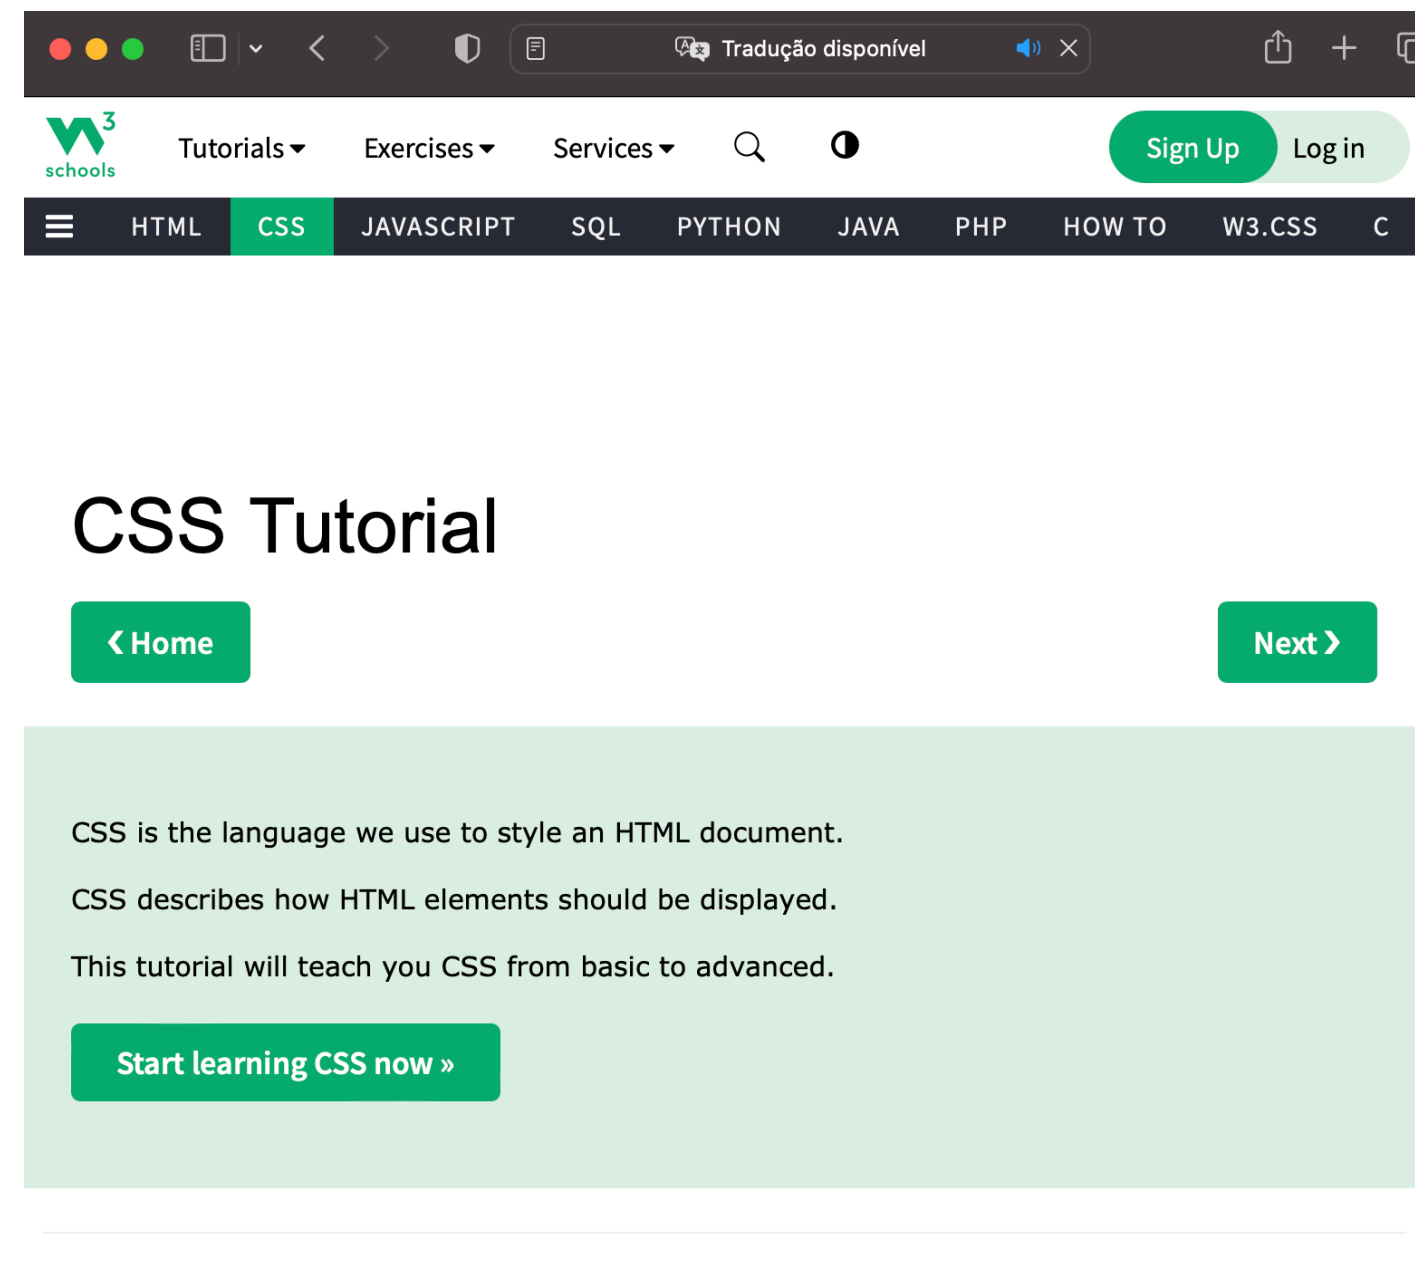 Tradução disponível
W3 schools
Tutorials Exercises Services Sign Up Log in
HTML CSS JAVASCRIPT SQL PYTHON JAVA PHP HOW TO W3.CSS C
CSS Tutorial
❮ Home Next ❯
CSS is the language we use to style an HTML document.
CSS describes how HTML elements should be displayed.
This tutorial will teach you CSS from basic to advanced.
Start learning CSS now »